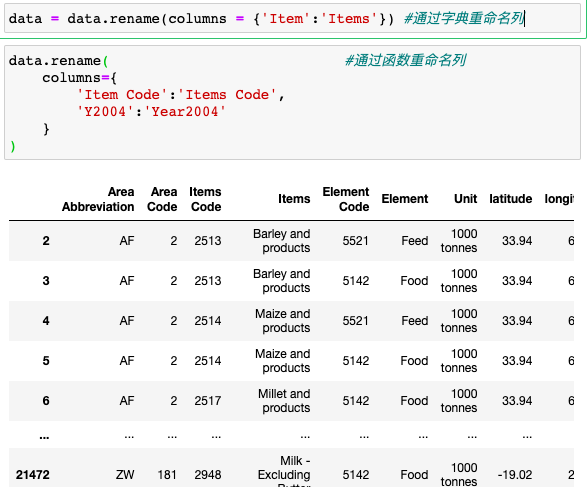 data = data.rename(columns = {'Item':'Items'}) #通过字典重命名列
data.rename( #通过函数重命名列
columns={
'Item Code':'Items Code',
'Y2004':'Year2004'
}
)
Area Abbreviation Area Code Items Code Items Element Code Element Unit latitude
2 AF 2 2513 Barley and products 5521 Feed 1000 tonnes 33.94 6
3 AF 2 2513 Barley and products 5142 Food 1000 tonnes 33.94 6
4 AF 2 2514 Maize and products 5521 Feed 1000 tonnes 33.94 6
5 AF 2 2514 Maize and products 5142 Food 1000 tonnes 33.94 6
6 AF 2 2517 Millet and products 5142 Food 1000 tonnes 33.94 6
... ... ... ... ... ... ... ... ...
21472 ZW 181 2948 Milk - Excluding 5142 Food 1000 tonnes -19.02 2